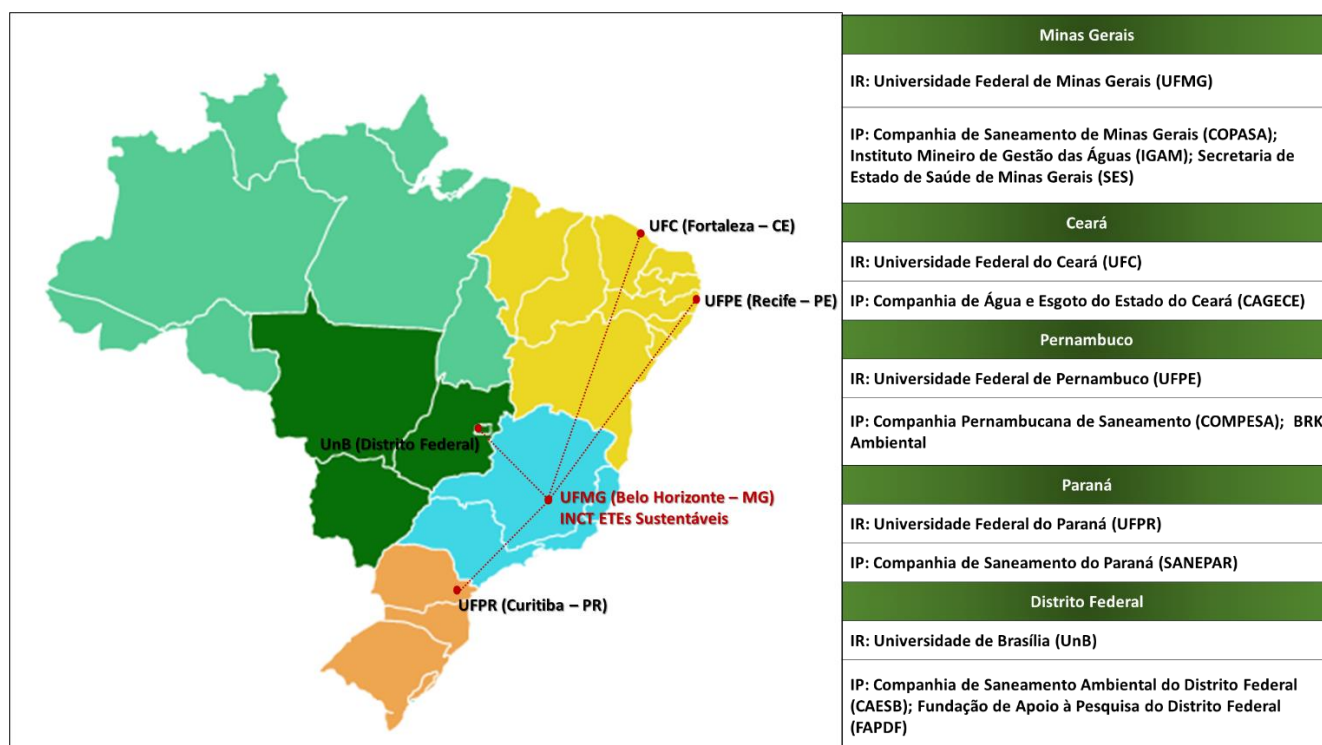 UFC (Fortaleza – CE)
UFPE (Recife – PE)
UnB (Distrito Federal)
UFMG (Belo Horizonte – MG)
INCT ETEs Sustentáveis
UFPR (Curitiba – PR)
Minas Gerais
IR: Universidade Federal de Minas Gerais (UFMG)
IP: Companhia de Saneamento de Minas Gerais (COPASA);
Instituto Mineiro de Gestão das Águas (IGAM); Secretaria de
Estado de Saúde de Minas Gerais (SES)
Ceará
IR: Universidade Federal do Ceará (UFC)
IP: Companhia de Água e Esgoto do Estado do Ceará (CAGECE)
Pernambuco
IR: Universidade Federal de Pernambuco (UFPE)
IP: Companhia Pernambucana de Saneamento (COMPESA); BRK
Ambiental
Paraná
IR: Universidade Federal do Paraná (UFPR)
IP: Companhia de Saneamento do Paraná (SANEPAR)
Distrito Federal
IR: Universidade de Brasília (UnB)
IP: Companhia de Saneamento Ambiental do Distrito Federal
(CAESB); Fundação de Apoio à Pesquisa do Distrito Federal
(FAPDF)